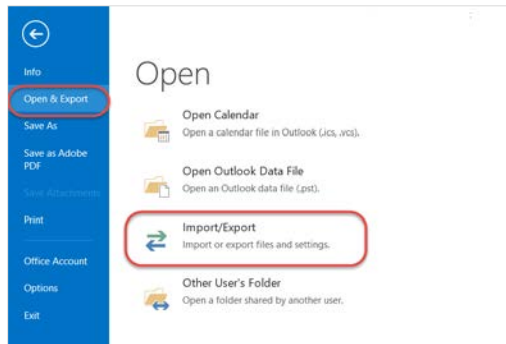 Info
Open & Export
Save As
Save as Adobe
PDF
Save Attachments
Print
Office Account
Options
Exit
Open
Open Calendar
Open a calendar file in Outlook (.ics, .vcs).
Open Outlook Data File
Open an Outlook data file (.pst).
Import/Export
Import or export files and settings.
Other User's Folder
Open a folder shared by another user.